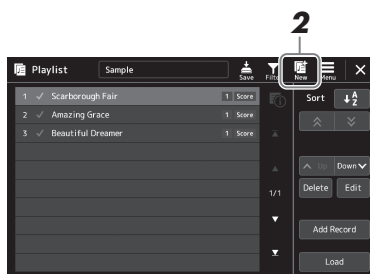 2
Playlist Sample Save Filter New Menu
1 Scarborough Fair 1 Score Sort
2 Amazing Grace 1 Score
3 Beautiful Dreamer 1 Score
Up Down
1/1
Delete Edit
Add Record
Load